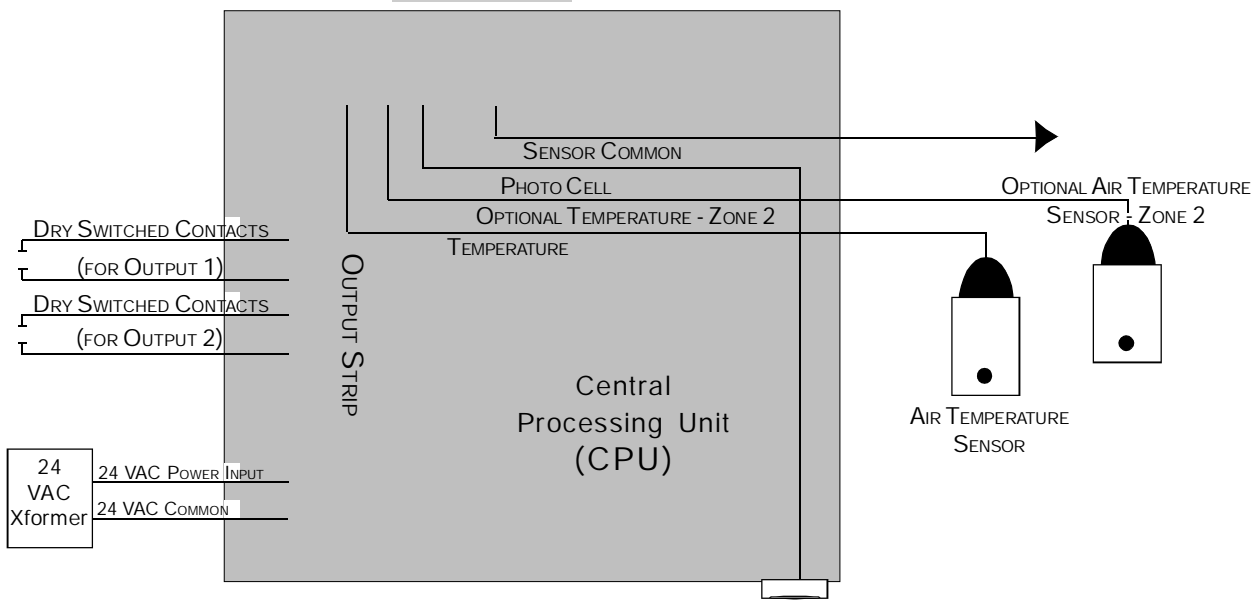 Sensor Common
Photo Cell
Optional Air Temperature
Sensor - Zone 2
Optional Temperature - Zone 2
Temperature
Dry Switched Contacts
(for Output 1)
Dry Switched Contacts
(for Output 2)
Output Strip
Central
Processing Unit
(CPU)
Air Temperature
Sensor
24
VAC
Xformer
24 VAC Power Input
24 VAC Common